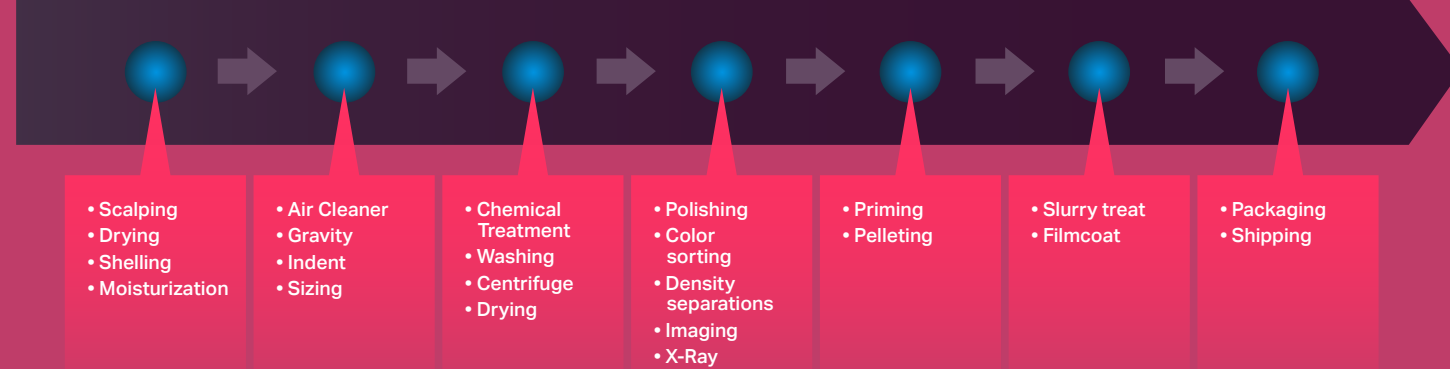 • Scalping
• Drying
• Shelling
• Moisturization
• Air Cleaner
• Gravity
• Indent
• Sizing
• Chemical
Treatment
• Washing
• Centrifuge
• Drying
• Polishing
• Color
sorting
• Density
separations
• Imaging
• X-Ray
• Priming
• Pelleting
• Slurry treat
• Filmcoat
• Packaging
• Shipping